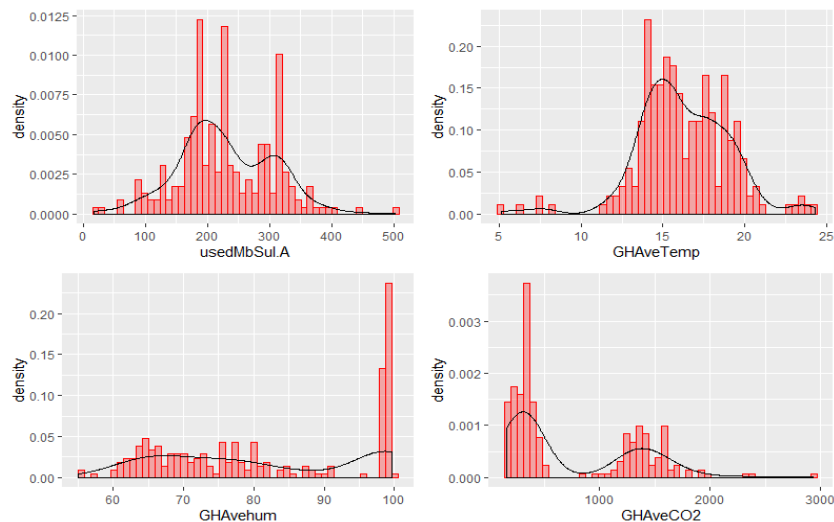 0.0125
0.0100
0.0075
0.0050
0.0025
0.0000
density
0 100 200 300 400 500
usedMbSul.A
0.20
0.15
0.10
0.05
0.00
density
5 10 15 20 25
GHAveTemp
0.20
0.15
0.10
0.05
0.00
density
60 70 80 90 100
GHAvehum
0.003
0.002
0.001
0.000
density
1000 2000 3000
GHAveCO2